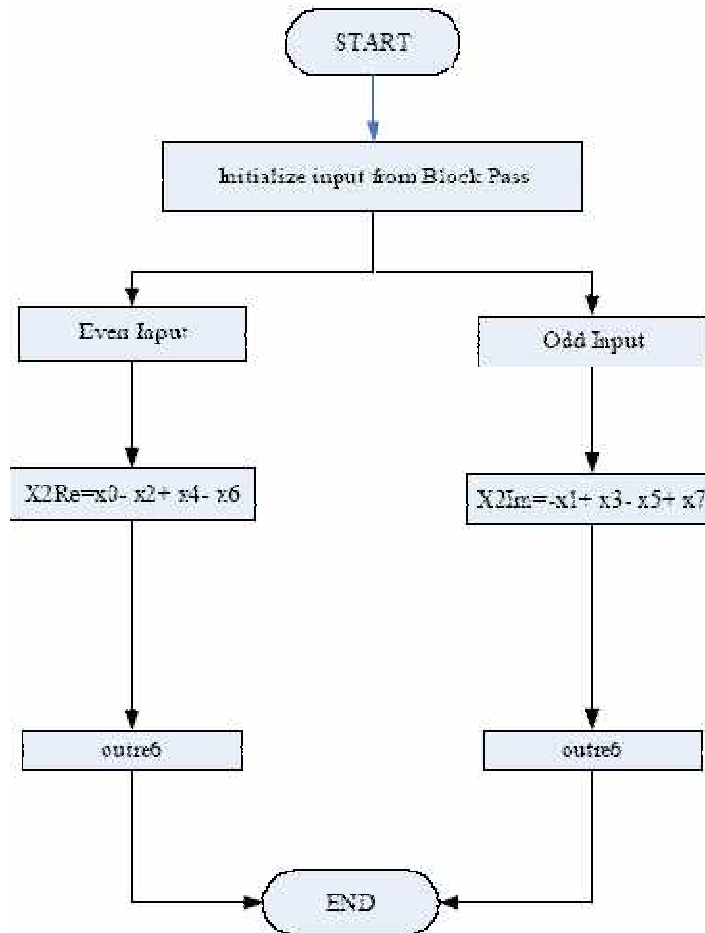 START
Initialize input from Block Pass
Even Input
Odd Input
X2Re=x0- x2+ x4- x6
X2Im=-x1+ x3- x5+ x7
outre6
outre6
END